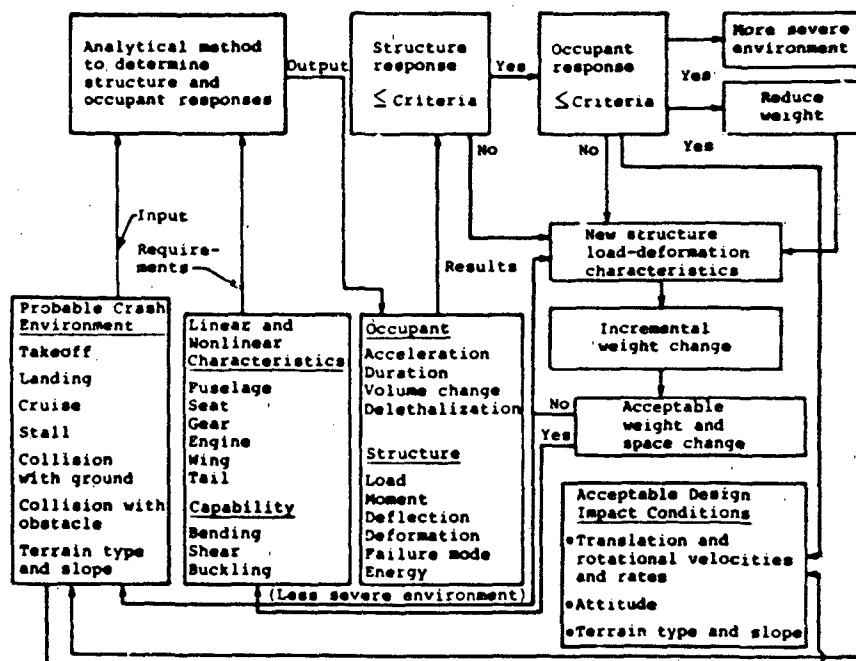 Analytical method
to determine
structure and
occupant responses
Output
Structure
response
≤ Criteria
Yes
Occupant
response
≤ Criteria
Yes
More severe
environment
Reduce
weight
No
No
Yes
Input
Require-
ments
Results
New structure
load-deformation
characteristics
Incremental
weight change
No
Yes
Acceptable
weight and
space change
Probable Crash
Environment
Takeoff
Landing
Cruise
Stall
Collision
with ground
Collision with
obstacle
Terrain type
and slope
Linear and
Nonlinear
Characteristics
Fuselage
Seat
Gear
Engine
Wing
Tail
Capability
Bending
Shear
Buckling
Occupant
Acceleration
Duration
Volume change
Delethalization
Structure
Load
Moment
Deflection
Deformation
Failure mode
Energy
(Less severe environment)
Acceptable Design
Impact Conditions
•Translation and
rotational velocities
and rates
•Attitude
•Terrain type and slope